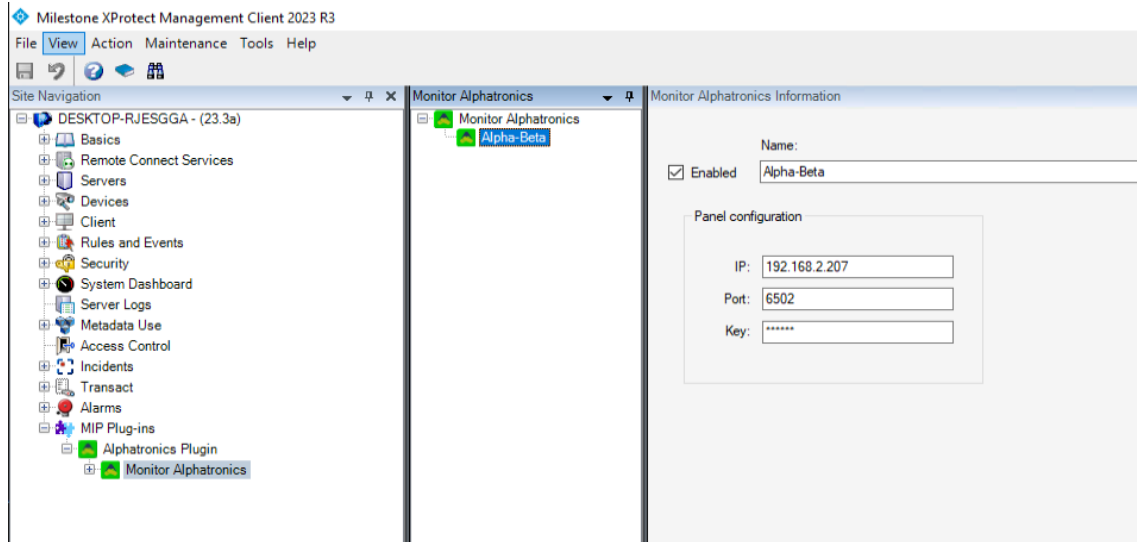 Milestone XProtect Management Client 2023 R3
File View Action Maintenance Tools Help
Site Navigation
DESKTOP-RJESGGA - (23.3a)
Basics
Remote Connect Services
Servers
Devices
Client
Rules and Events
Security
System Dashboard
Server Logs
Metadata Use
Access Control
Incidents
Transact
Alarms
MIP Plug-ins
Alphatronics Plugin
Monitor Alphatronics
Monitor Alphatronics
Monitor Alphatronics
Alpha-Beta
Monitor Alphatronics Information
Name:
Enabled Alpha-Beta
Panel configuration
IP: 192.168.2.207
Port: 6502
Key: ******